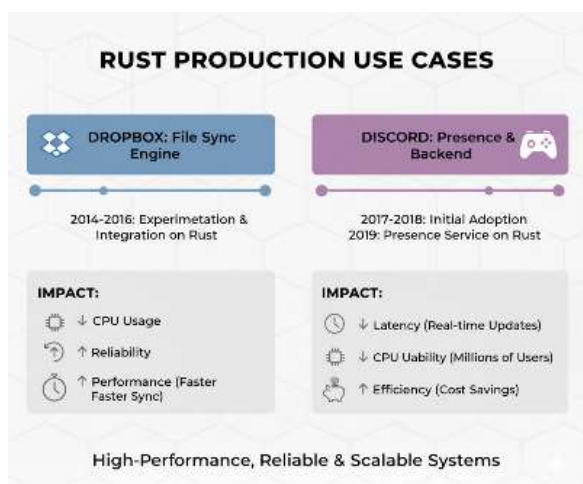 RUST PRODUCTION USE CASES
DROPBOX: File Sync
Engine
2014-2016: Experimetation &
Integration on Rust
IMPACT:
↓ CPU Usage
↑ Reliability
↑ Performance (Faster
Faster Sync)
DISCORD: Presence &
Backend
2017-2018: Initial Adoption
2019: Presence Service on Rust
IMPACT:
↓ Latency (Real-time Updates)
↓ CPU Uability (Millions of Users)
↑ Efficiency (Cost Savings)
High-Performance, Reliable & Scalable Systems